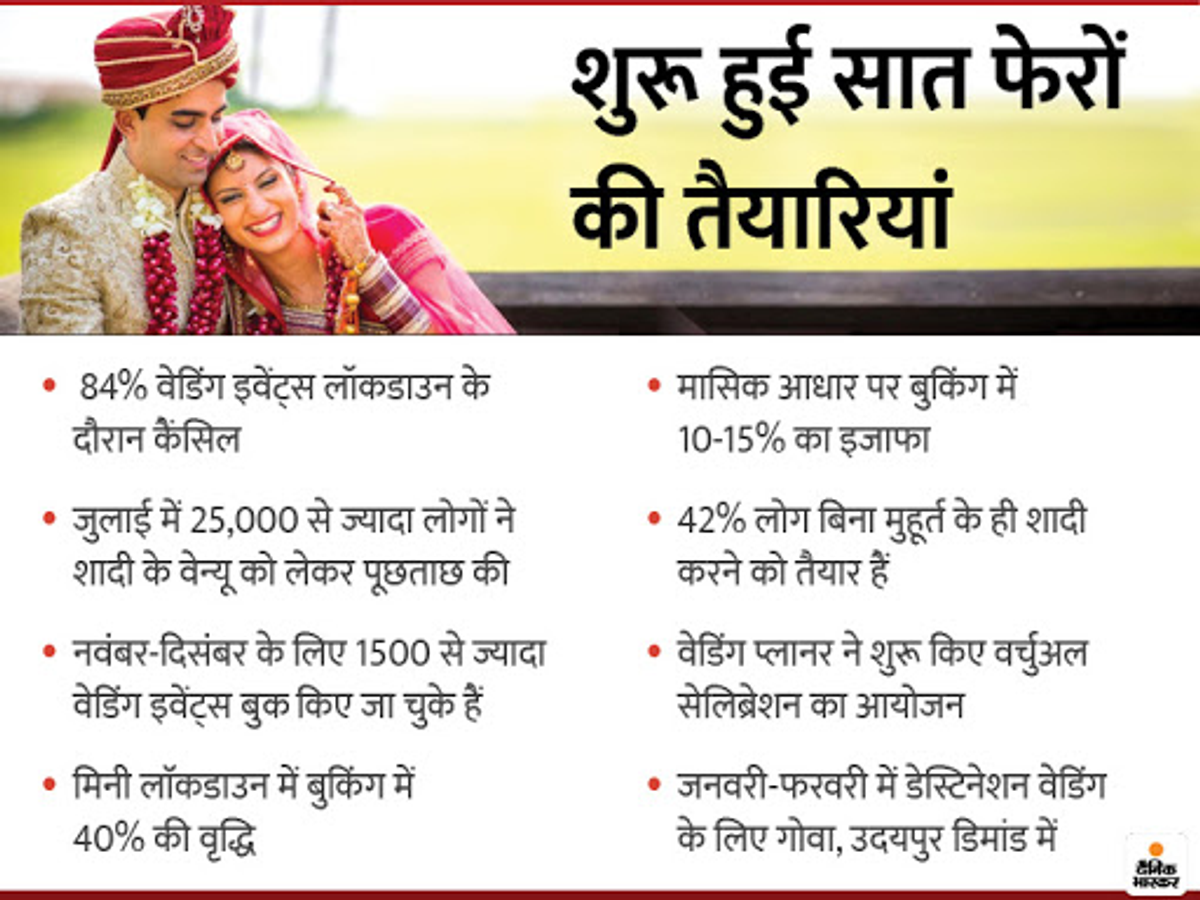 शुरू हुई सात फेरों
की तैयारियां
• 84% वेडिंग इवेंट्स लॉकडाउन के
दौरान कैंसिल
• जुलाई में 25,000 से ज्यादा लोगों ने
शादी के वेन्यू को लेकर पूछताछ की
• नवंबर-दिसंबर के लिए 1500 से ज्यादा
वेडिंग इवेंट्स बुक किए जा चुके हैं
• मिनी लॉकडाउन में बुकिंग में
40% की वृद्धि
• मासिक आधार पर बुकिंग में
10-15% का इजाफा
• 42% लोग बिना मुहूर्त के ही शादी
करने को तैयार हैं
• वेडिंग प्लानर ने शुरू किए वर्चुअल
सेलिब्रेशन का आयोजन
• जनवरी-फरवरी में डेस्टिनेशन वेडिंग
के लिए गोवा, उदयपुर डिमांड में
दैनिक
भास्कर